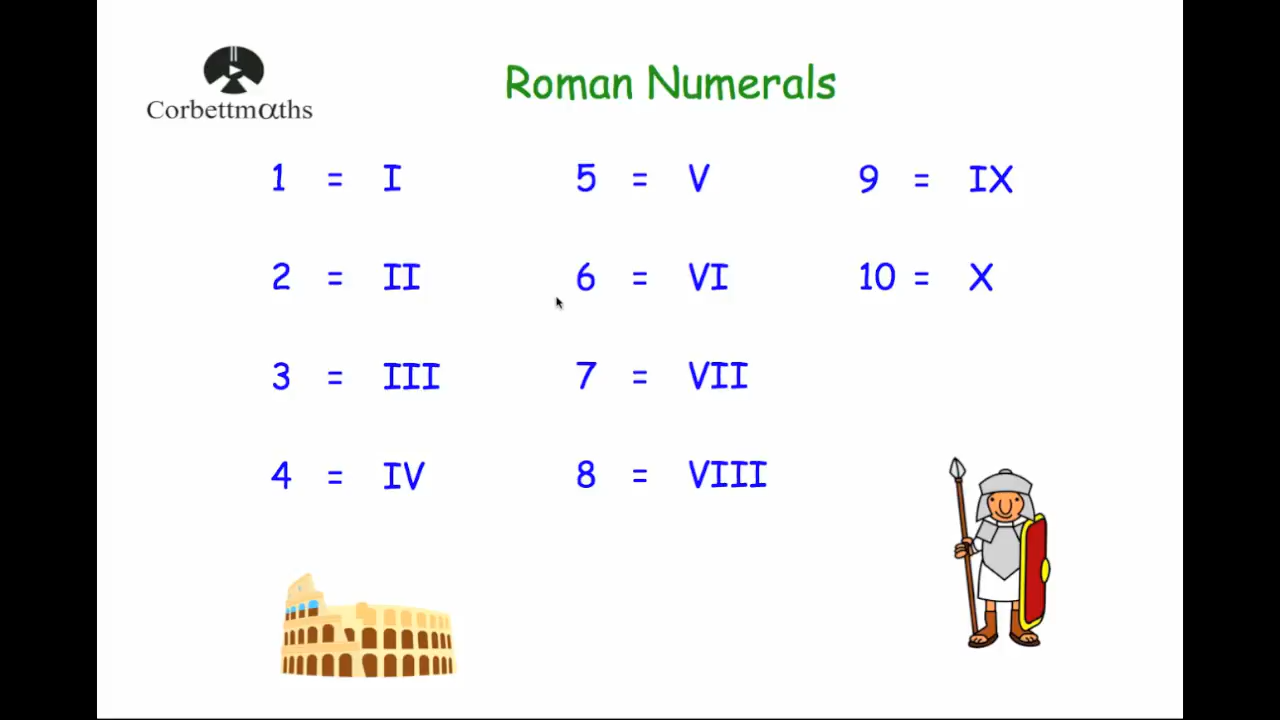 Corbettmαths
Roman Numerals
1 = I
2 = II
3 = III
4 = IV
5 = V
6 = VI
7 = VII
8 = VIII
9 = IX
10 = X